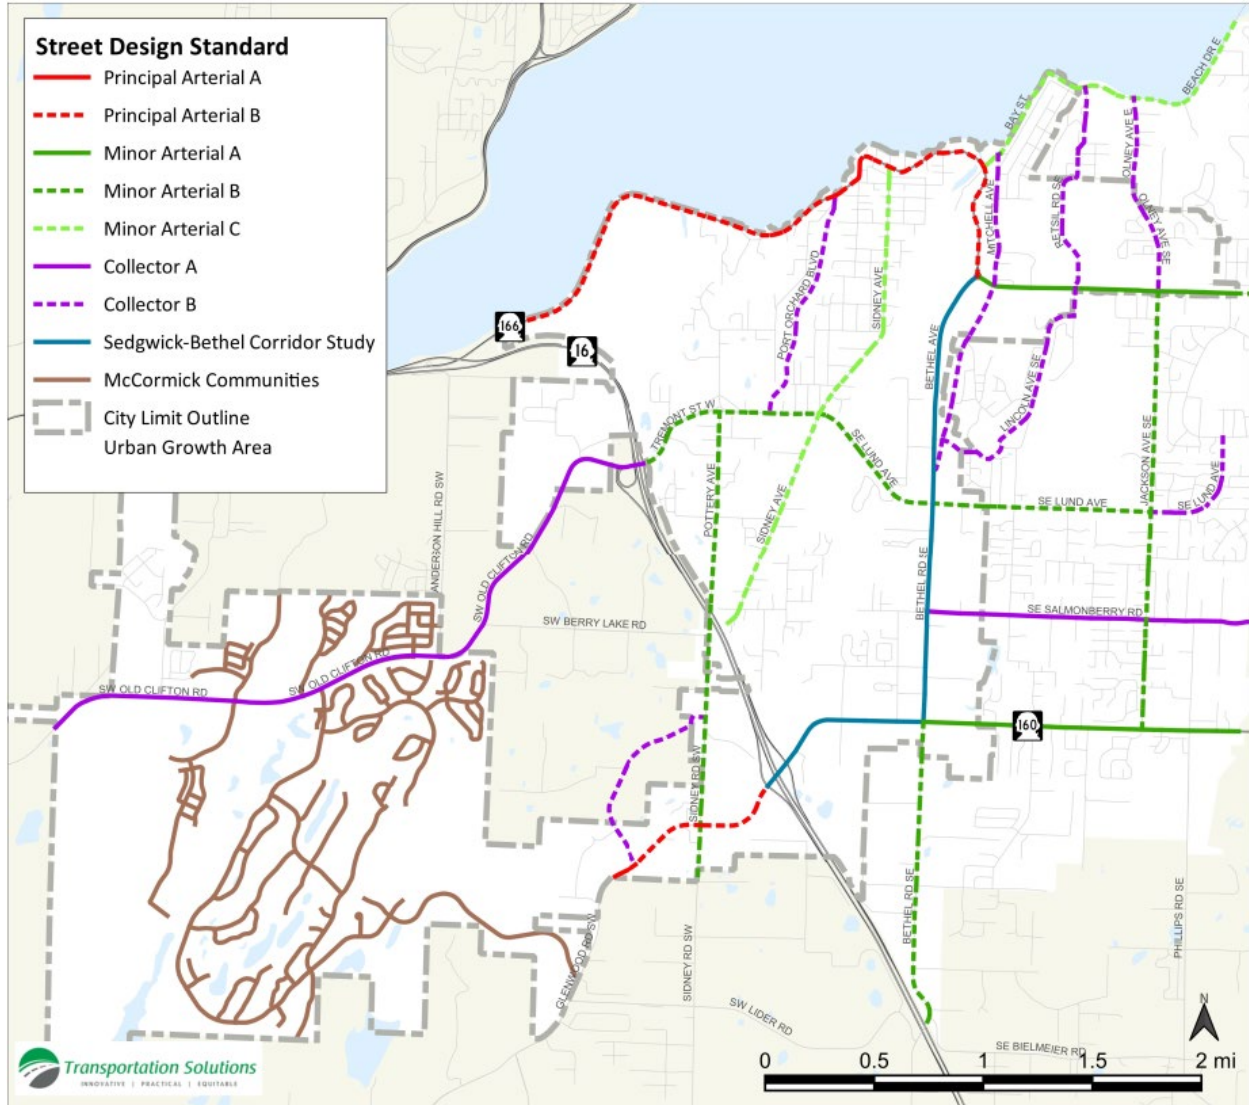 Street Design Standard
Principal Arterial A
Principal Arterial B
Minor Arterial A
Minor Arterial B
Minor Arterial C
Collector A
Collector B
Sedgwick-Bethel Corridor Study
McCormick Communities
City Limit Outline
Urban Growth Area
BEACH DR E
BAY ST
OLNEY AVE E
MITCHELL AVE
RETSIL RD SE
OLNEY AVE SE
PORT ORCHARD BLVD
SIDNEY AVE
166
16
BETHEL AVE
LINCOLN AVE SE
TREMONT ST W
SE LUND AVE
JACKSON AVE SE
SE LUND AVE
SE LUND AVE
POTTERY AVE
SIDNEY AVE
ANDERSON HILL RD SW
SW OLD CLIFTON RD
BETHEL RD SE
SE SALMONBERRY RD
SW BERRY LAKE RD
SW OLD CLIFTON RD
SW OLD CLIFTON RD
160
SIDNEY RD SW
BETHEL RD SE
PHILLIPS RD SE
GLENWOOD RD SW
SIDNEY RD SW
SW LIDER RD
SE BIELMEIER RD
N
0 0.5 1 1.5 2 mi
Transportation Solutions
INNOVATIVE | PRACTICAL | EQUITABLE